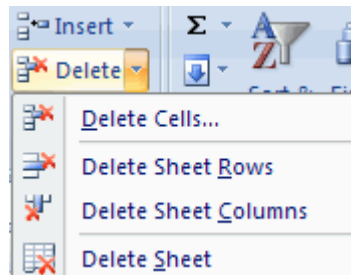 Insert
Σ
A
Z
Delete
Delete Cells...
Delete Sheet Rows
Delete Sheet Columns
Delete Sheet